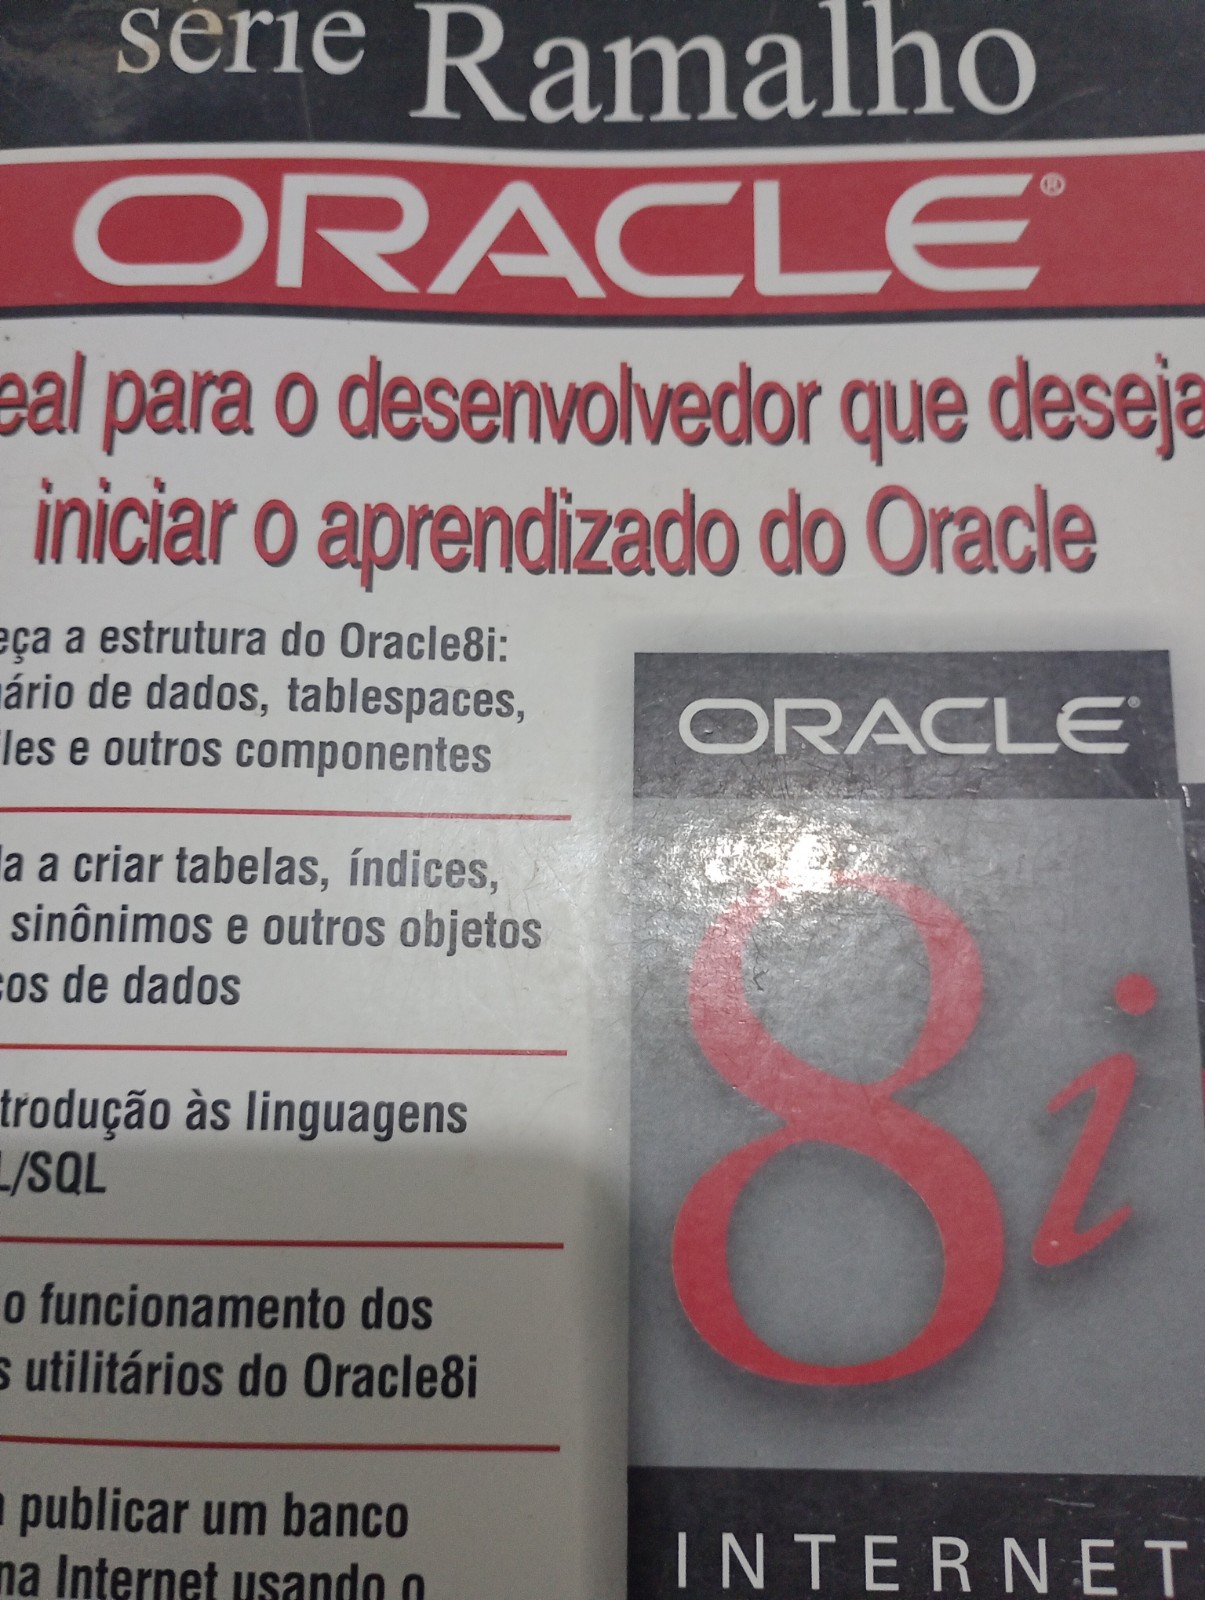 série Ramalho
ORACLE®
eal para o desenvolvedor que deseja
iniciar o aprendizado do Oracle
eça a estrutura do Oracle8i:
ário de dados, tablespaces,
iles e outros componentes
a a criar tabelas, índices,
sinônimos e outros objetos
cos de dados
trodução às linguagens
L/SQL
o funcionamento dos
s utilitários do Oracle8i
publicar um banco
na Internet usando o
ORACLE®
8i
INTERNET